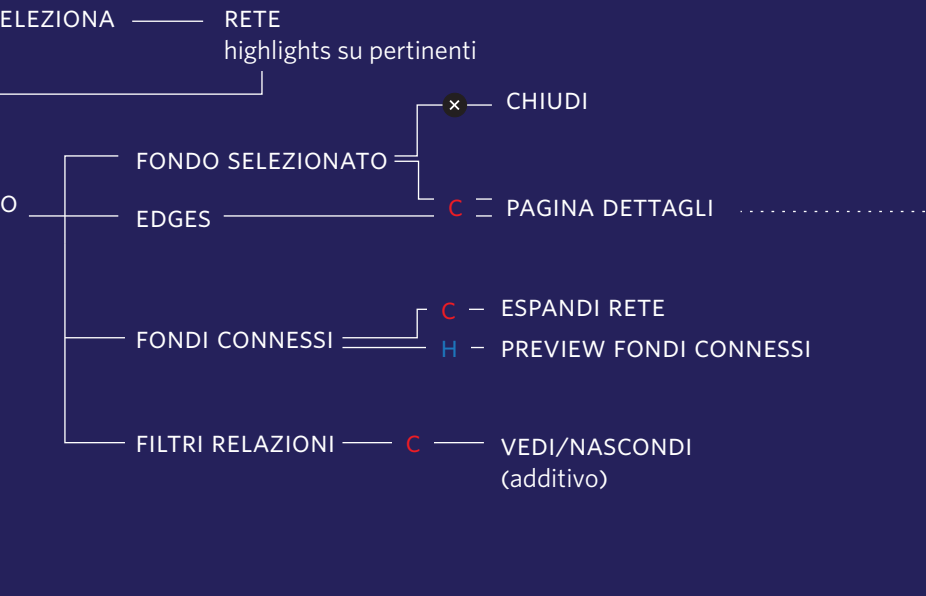 ELEZIONA RETE
highlights su pertinenti
× CHIUDI
FONDO SELEZIONATO
O
C PAGINA DETTAGLI
EDGES
C ESPANDI RETE
FONDI CONNESSI
H PREVIEW FONDI CONNESSI
FILTRI RELAZIONI C VEDI/NASCONDI
(additivo)